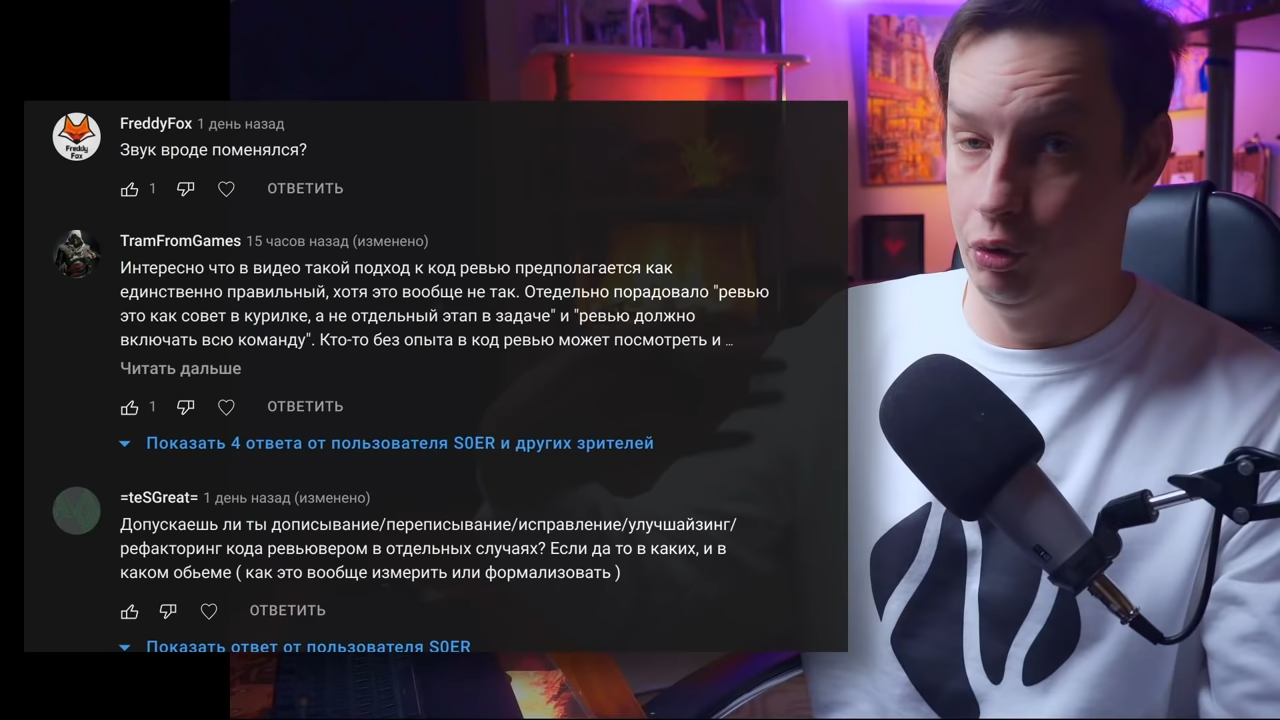 FreddyFox 1 день назад
Звук вроде поменялся?
1 ОТВЕТИТЬ
Freddy
Fox
TramFromGames 15 часов назад (изменено)
Интересно что в видео такой подход к код ревью предполагается как
единственно правильный, хотя это вообще не так. Отедельно порадовало "ревью
это как совет в курилке, а не отдельный этап в задаче" и "ревью должно
включать всю команду". Кто-то без опыта в код ревью может посмотреть и ...
Читать дальше
1 ОТВЕТИТЬ
Показать 4 ответа от пользователя S0ER и других зрителей
=teSGreat= 1 день назад (изменено)
Допускаешь ли ты дописывание/переписывание/исправление/улучшайзинг/
рефакторинг кода ревьювером в отдельных случаях? Если да то в каких, и в
каком обьеме ( как это вообще измерить или формализовать )
ОТВЕТИТЬ
Показать ответ от пользователя S0ER